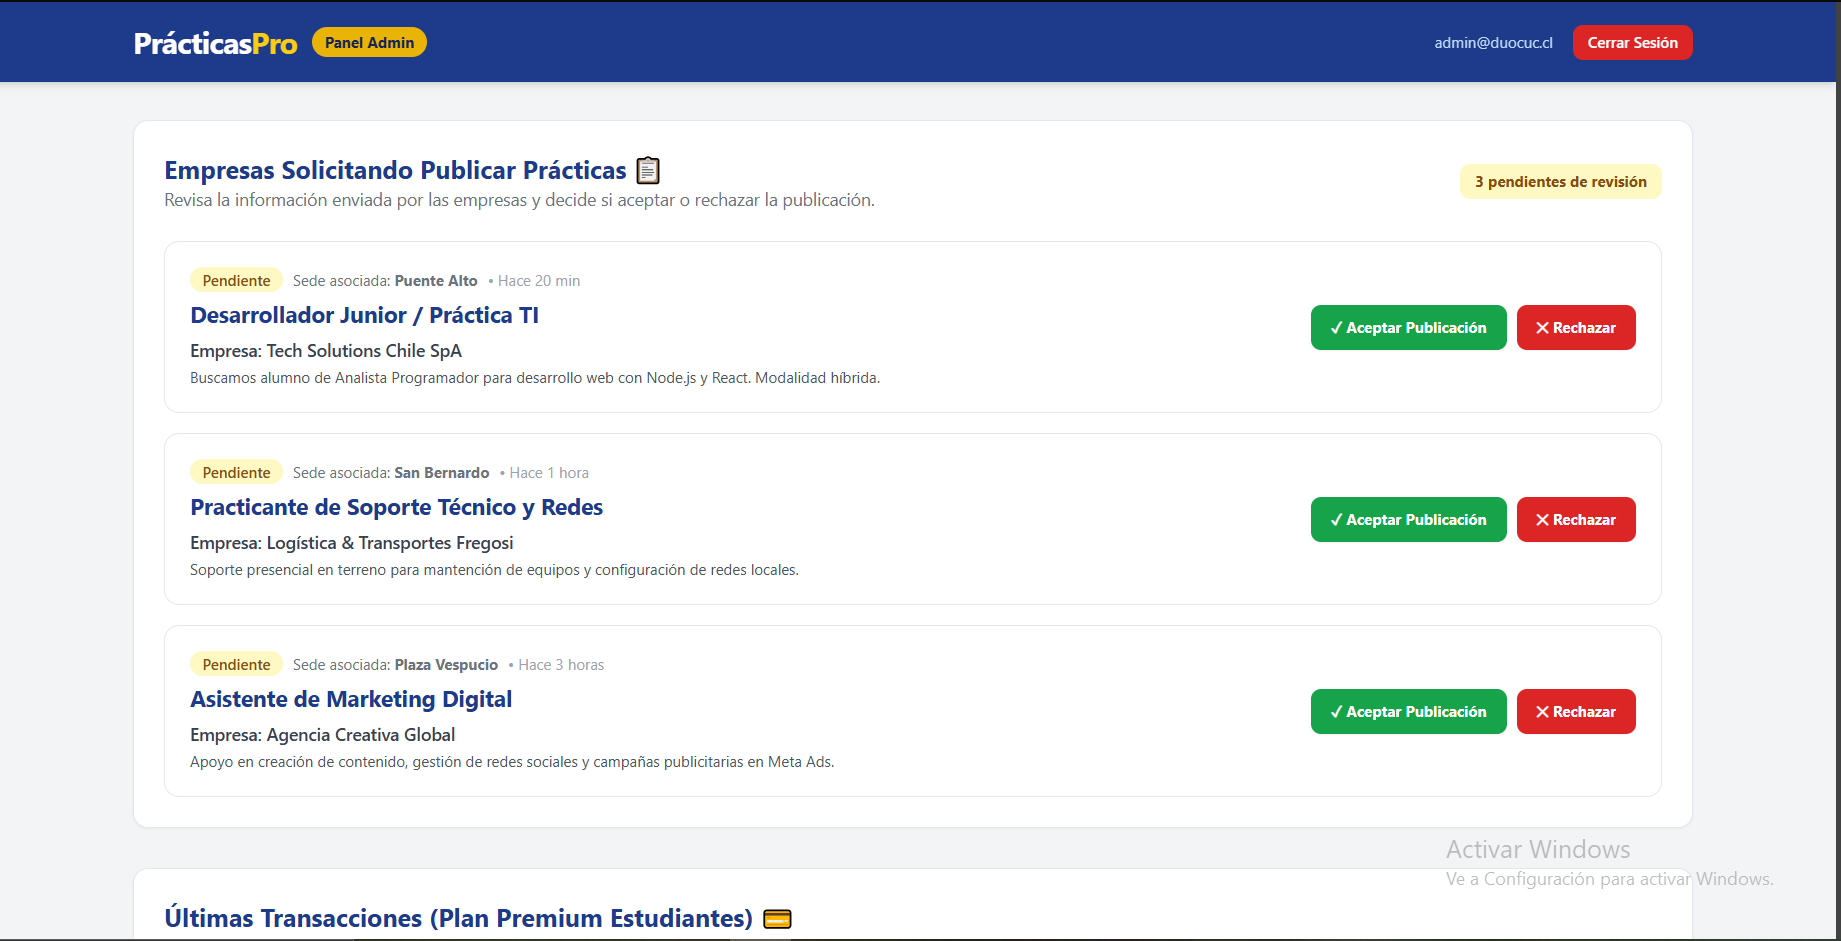 PrácticasPro Panel Admin admin@duocuc.cl Cerrar Sesión
Empresas Solicitando Publicar Prácticas 📋
Revisa la información enviada por las empresas y decide si aceptar o rechazar la publicación.
3 pendientes de revisión
Pendiente Sede asociada: Puente Alto • Hace 20 min
Desarrollador Junior / Práctica TI
Empresa: Tech Solutions Chile SpA
Buscamos alumno de Analista Programador para desarrollo web con Node.js y React. Modalidad híbrida.
✓ Aceptar Publicación ✕ Rechazar
Pendiente Sede asociada: San Bernardo • Hace 1 hora
Practicante de Soporte Técnico y Redes
Empresa: Logística & Transportes Fregosi
Soporte presencial en terreno para mantención de equipos y configuración de redes locales.
✓ Aceptar Publicación ✕ Rechazar
Pendiente Sede asociada: Plaza Vespucio • Hace 3 horas
Asistente de Marketing Digital
Empresa: Agencia Creativa Global
Apoyo en creación de contenido, gestión de redes sociales y campañas publicitarias en Meta Ads.
✓ Aceptar Publicación ✕ Rechazar
Activar Windows
Ve a Configuración para activar Windows.
Últimas Transacciones (Plan Premium Estudiantes) 💳